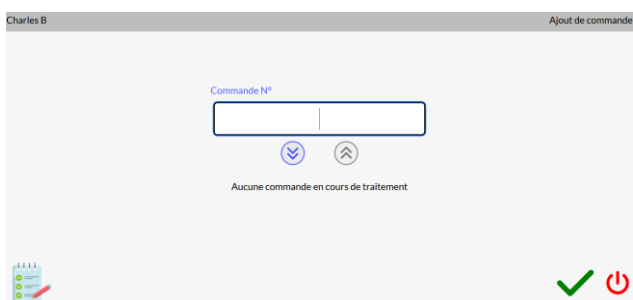 Charles B
Ajout de commande
Commande N°
Aucune commande en cours de traitement